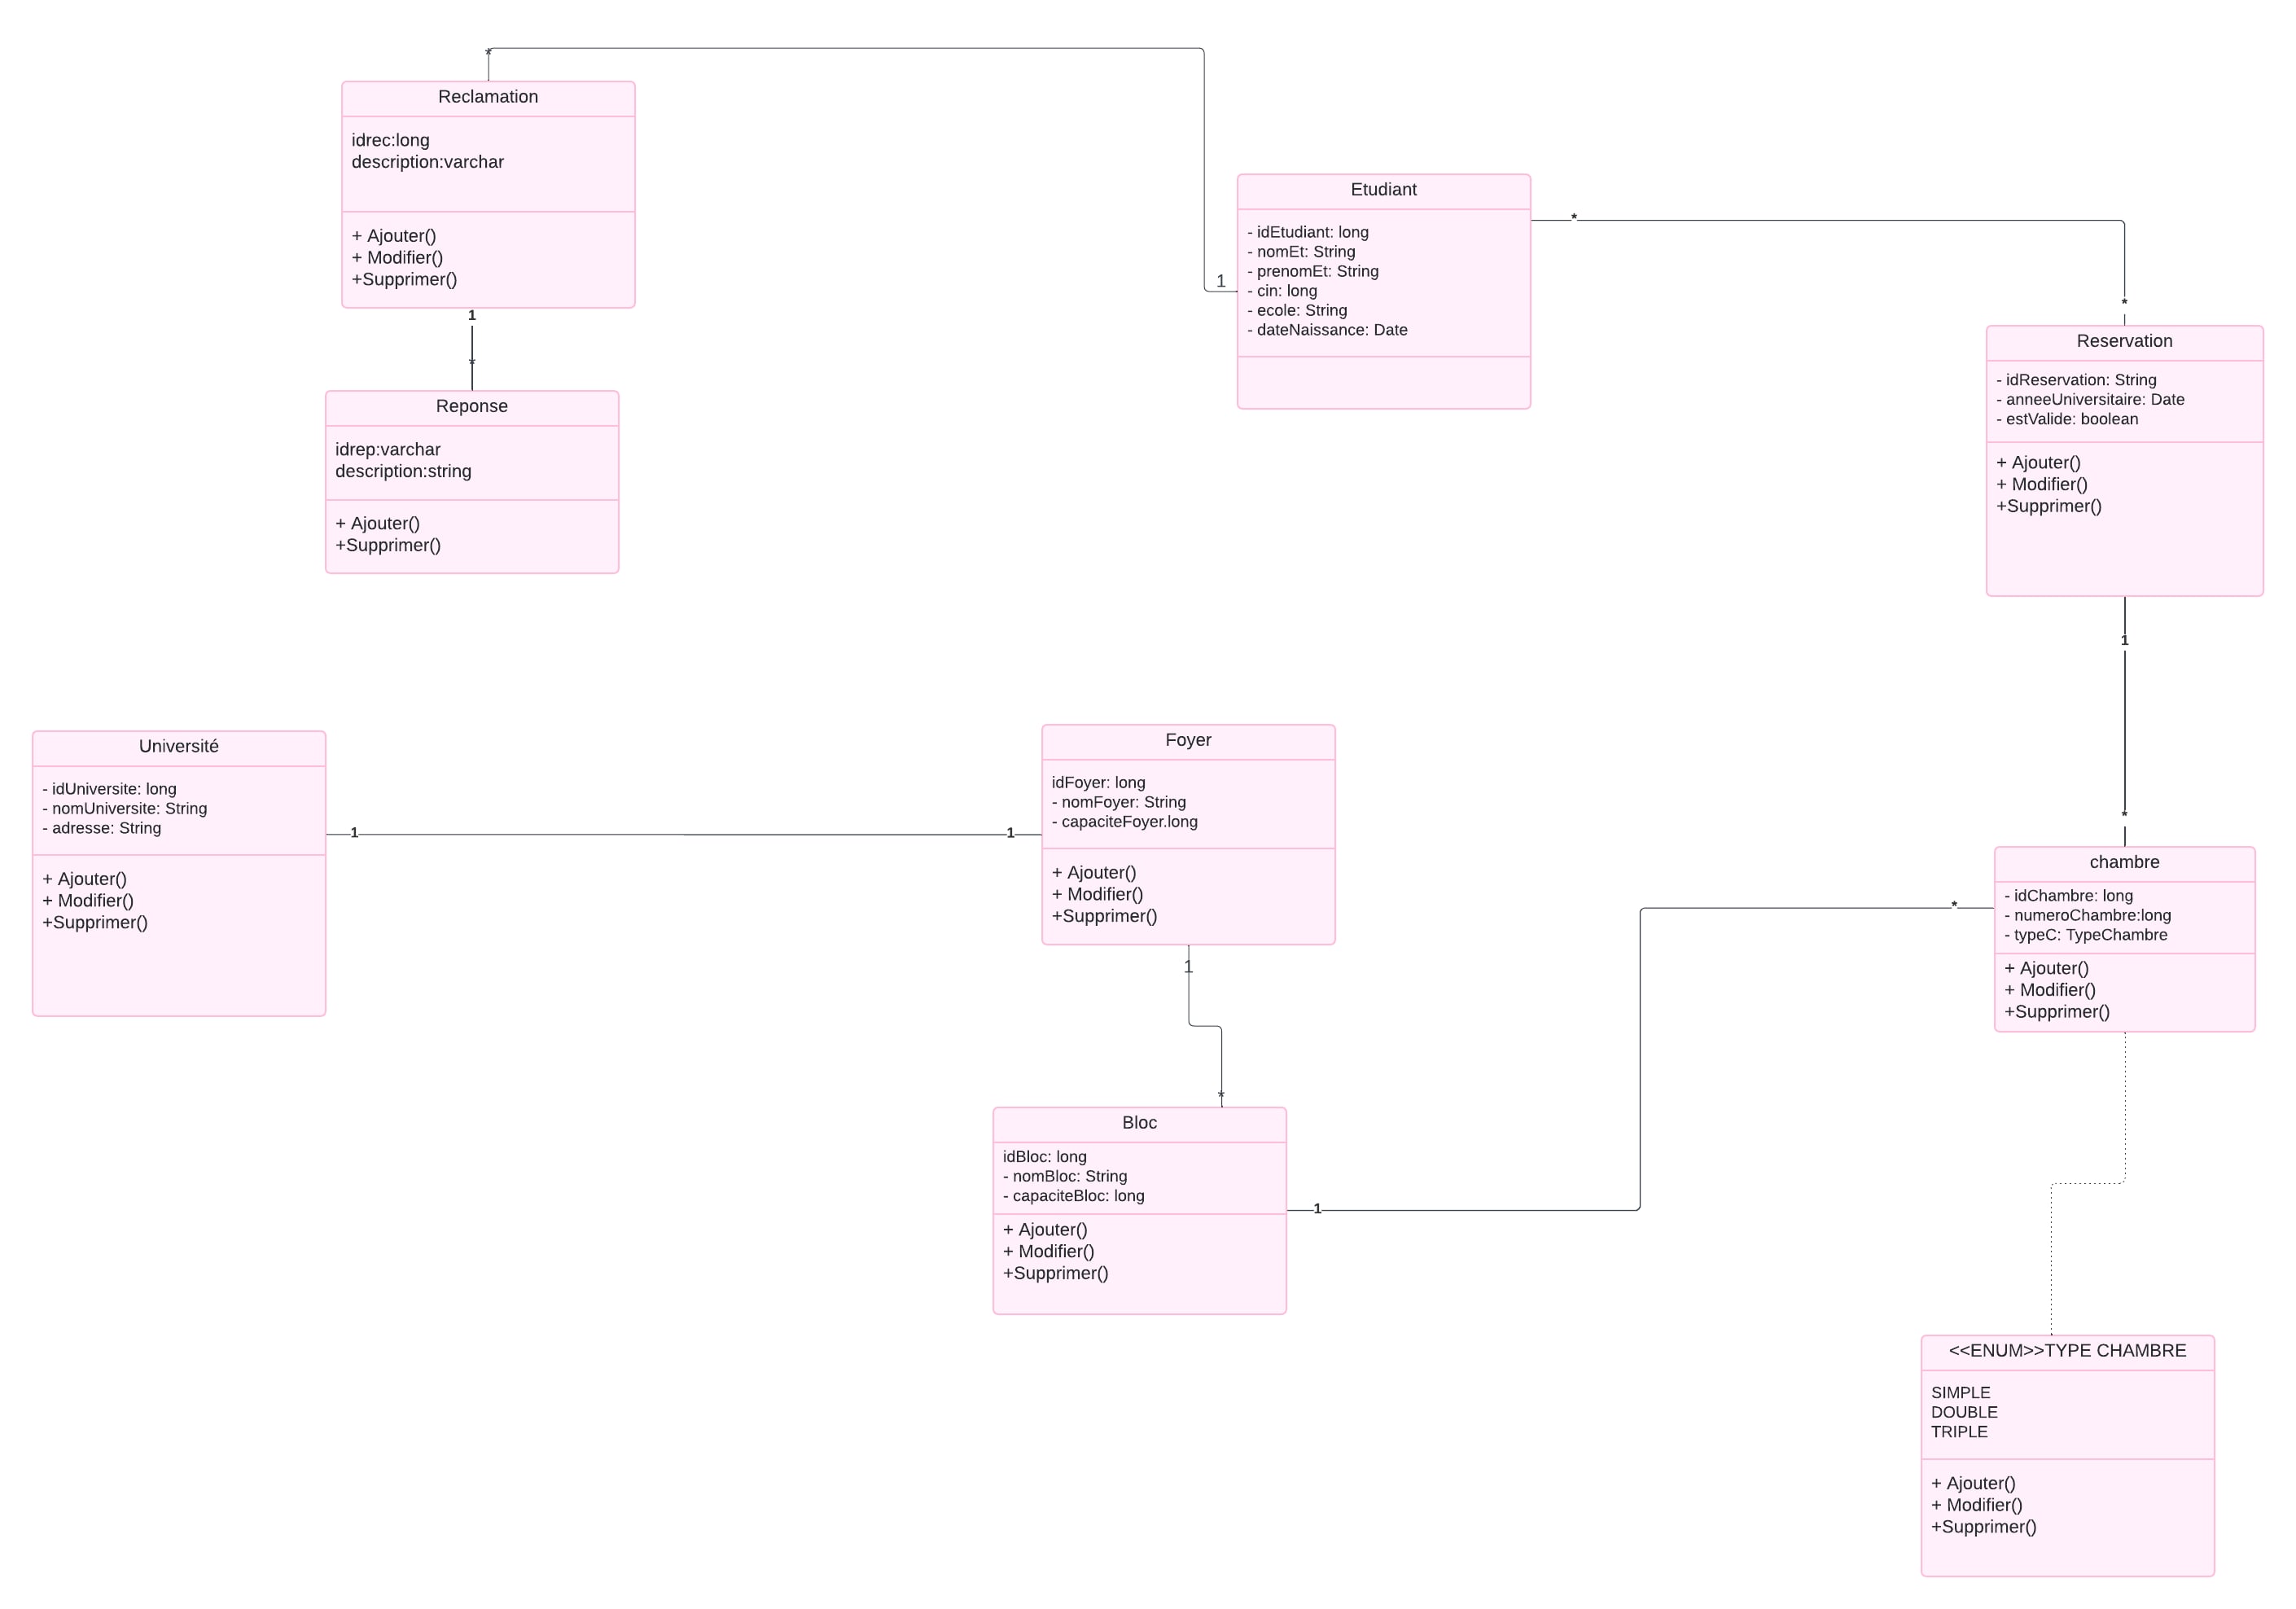 *
Reclamation
idrec:long
description:varchar
+ Ajouter()
+ Modifier()
+Supprimer()
1
*
Reponse
idrep:varchar
description:string
+ Ajouter()
+Supprimer()
1
Etudiant
- idEtudiant: long
- nomEt: String
- prenomEt: String
- cin: long
- ecole: String
- dateNaissance: Date
*
*
Reservation
- idReservation: String
- anneeUniversitaire: Date
- estValide: boolean
+ Ajouter()
+ Modifier()
+Supprimer()
1
*
Université
- idUniversite: long
- nomUniversite: String
- adresse: String
+ Ajouter()
+ Modifier()
+Supprimer()
1
1
Foyer
idFoyer: long
- nomFoyer: String
- capaciteFoyer.long
+ Ajouter()
+ Modifier()
+Supprimer()
1
*
Bloc
idBloc: long
- nomBloc: String
- capaciteBloc: long
+ Ajouter()
+ Modifier()
+Supprimer()
1
*
chambre
- idChambre: long
- numeroChambre:long
- typeC: TypeChambre
+ Ajouter()
+ Modifier()
+Supprimer()
<<ENUM>>TYPE CHAMBRE
SIMPLE
DOUBLE
TRIPLE
+ Ajouter()
+ Modifier()
+Supprimer()